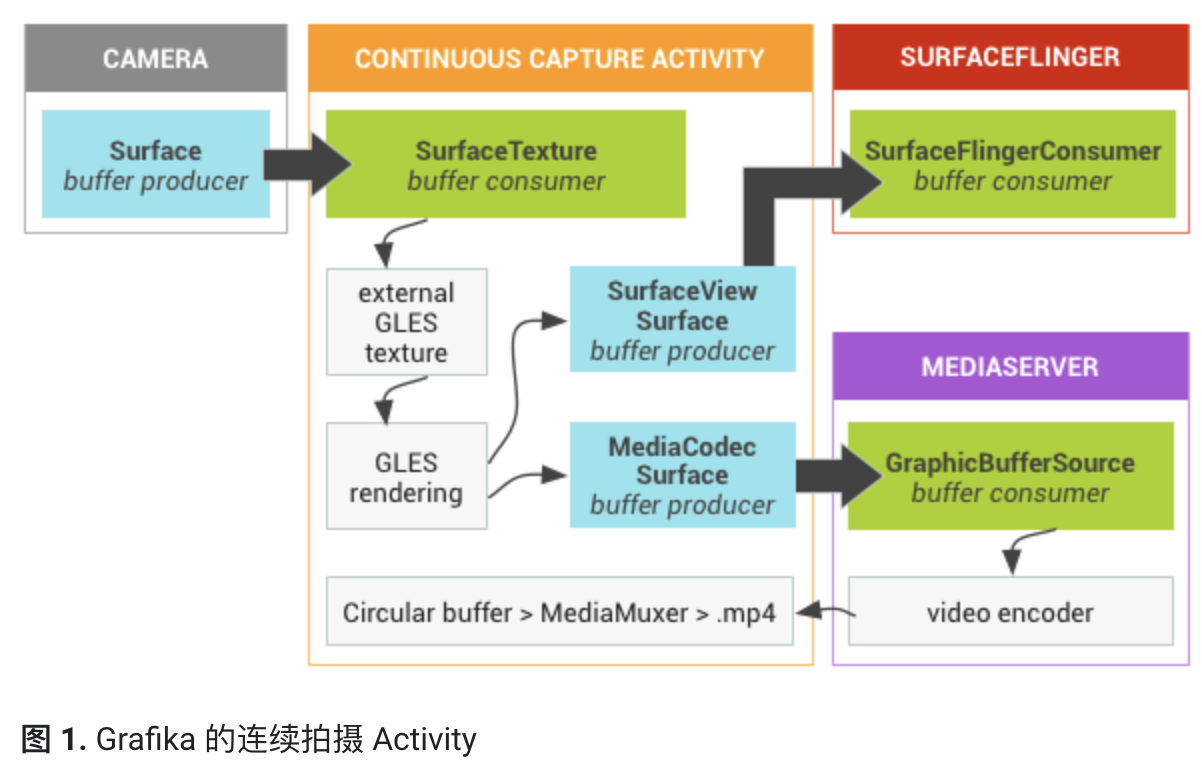 CAMERA
Surface
buffer producer
CONTINUOUS CAPTURE ACTIVITY
SurfaceTexture
buffer consumer
external
GLES
texture
GLES
rendering
SurfaceView
Surface
buffer producer
MediaCodec
Surface
buffer producer
Circular buffer > MediaMuxer > .mp4
SURFACEFLINGER
SurfaceFlingerConsumer
buffer consumer
MEDIASERVER
GraphicBufferSource
buffer consumer
video encoder
图 1. Grafika 的连续拍摄 Activity